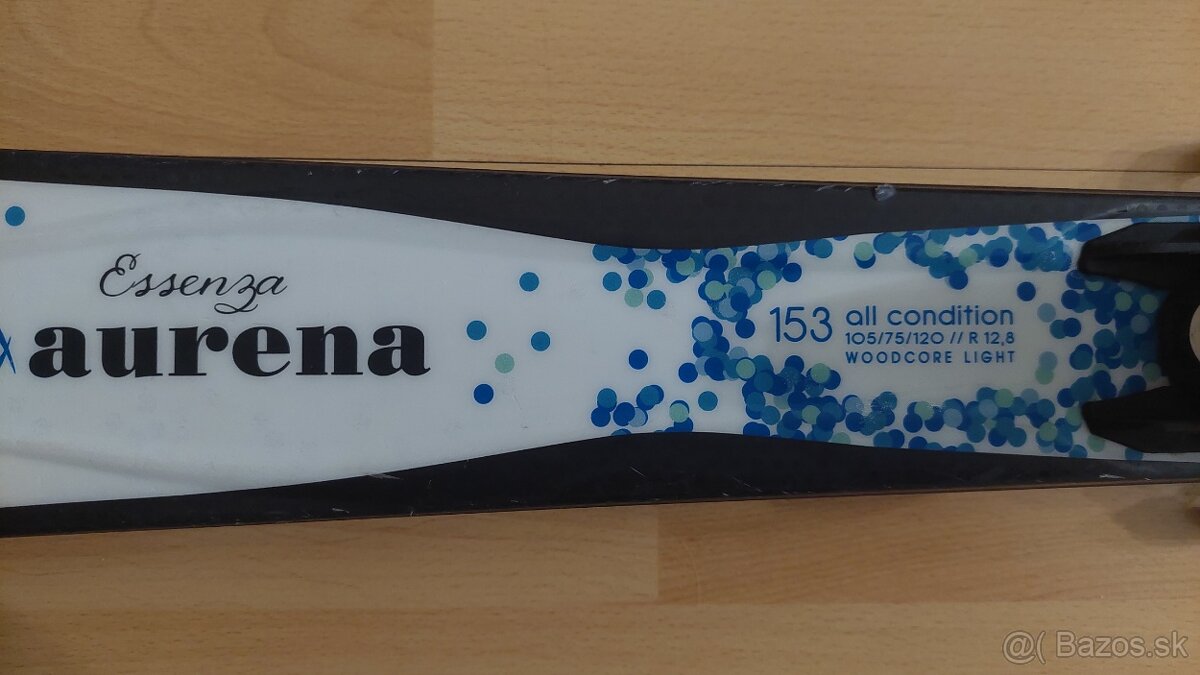 Essenza
aurena
153
all condition
105/75/120 // R 12,8
WOODCORE LIGHT
@( Bazos.sk